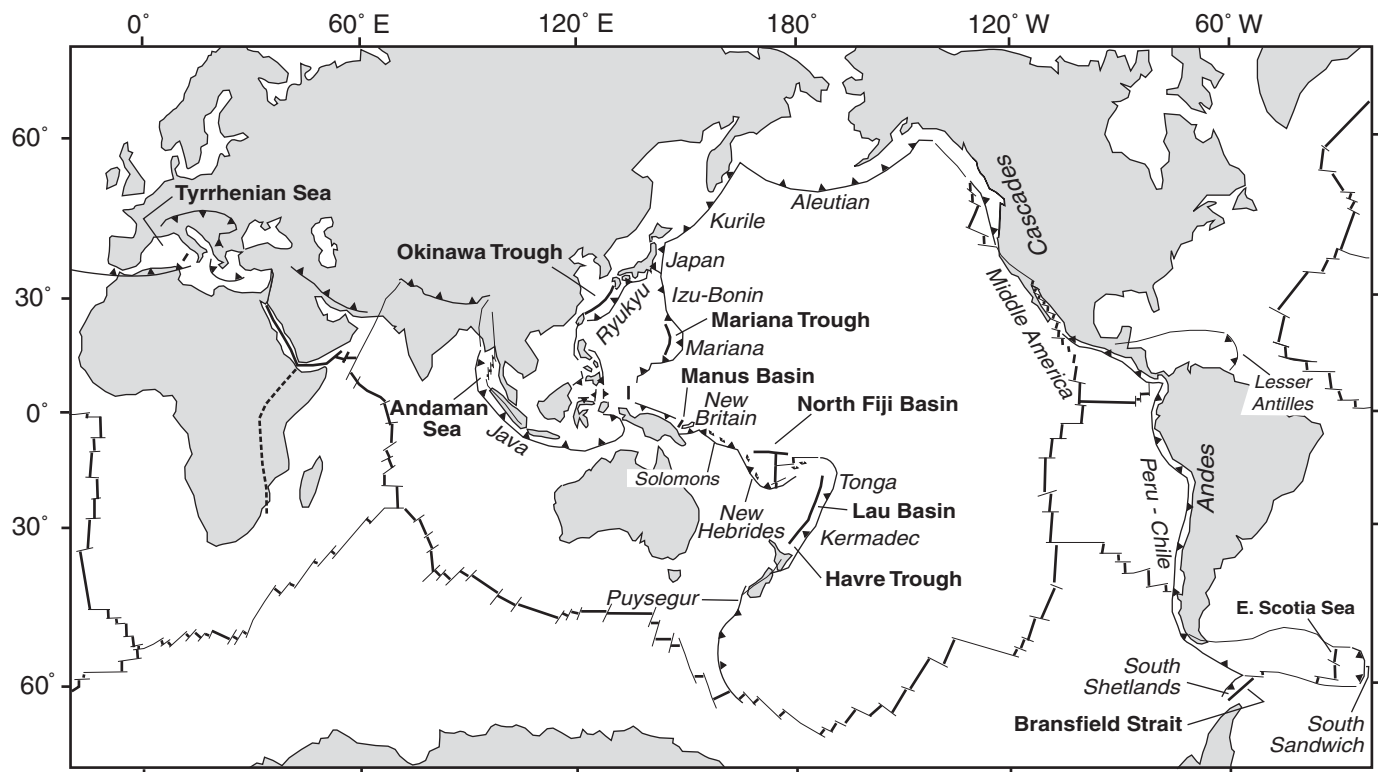 0°
60° E
120° E
180°
120° W
60° W
60°
Tyrrhenian Sea
Cascades
Aleutian
Kurile
Okinawa Trough
Japan
30°
Izu-Bonin
Ryukyu
Middle America
Mariana Trough
Mariana
Manus Basin
Lesser
Antilles
0°
Andaman
Sea
New
Britain
North Fiji Basin
Java
Solomons
Peru - Chile
Andes
Tonga
New
Hebrides
Lau Basin
30°
Kermadec
Havre Trough
Puysegur
E. Scotia Sea
60°
South
Shetlands
Bransfield Strait
South
Sandwich